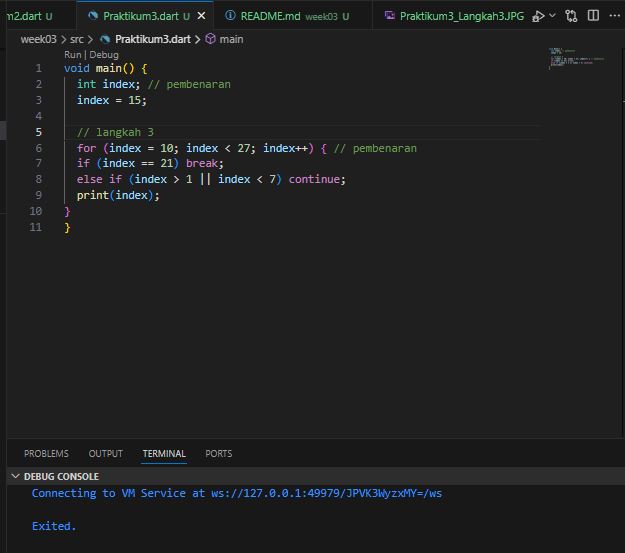 m2.dart U Praktikum3.dart U README.md week03 U Praktikum3_Langkah3.JPG
week03 > src > Praktikum3.dart > main
Run | Debug
1 void main() {
2 int index; // pembenaran
3 index = 15;
4
5 // langkah 3
6 for (index = 10; index < 27; index++) { // pembenaran
7 if (index == 21) break;
8 else if (index > 1 || index < 7) continue;
9 print(index);
10 }
11 }
PROBLEMS OUTPUT TERMINAL PORTS
DEBUG CONSOLE
Connecting to VM Service at ws://127.0.0.1:49979/JPVK3WyzxMY=/ws
Exited.